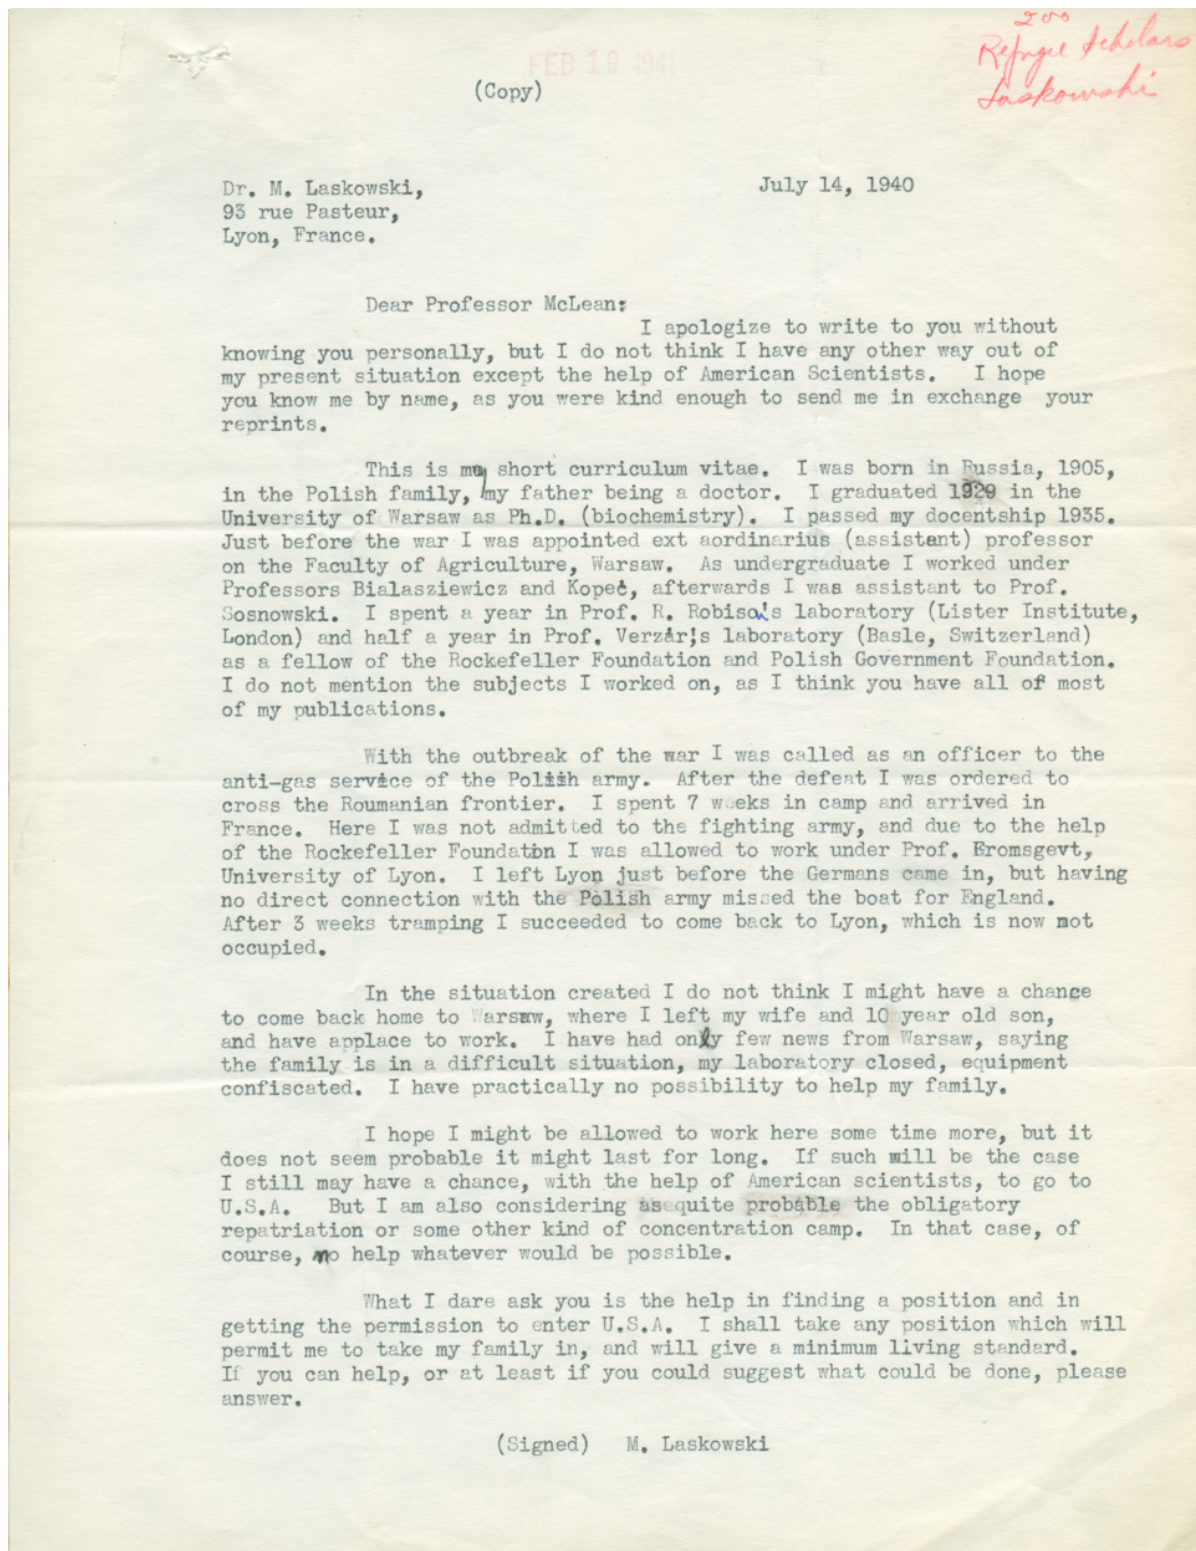 200
Refugee Scholars
Laskowski
FEB 19 1941
(Copy)
Dr. M. Laskowski,
July 14, 1940
93 rue Pasteur,
Lyon, France.
Dear Professor McLean:
I apologize to write to you without
knowing you personally, but I do not think I have any other way out of
my present situation except the help of American Scientists. I hope
you know me by name, as you were kind enough to send me in exchange your
reprints.
This is my short curriculum vitae. I was born in Russia, 1905,
in the Polish family, my father being a doctor. I graduated 1929 in the
University of Warsaw as Ph.D. (biochemistry). I passed my docentship 1935.
Just before the war I was appointed ext aordinarius (assistant) professor
on the Faculty of Agriculture, Warsaw. As undergraduate I worked under
Professors Bialasziewicz and Kopeć, afterwards I was assistant to Prof.
Sosnowski. I spent a year in Prof. R. Robison's laboratory (Lister Institute,
London) and half a year in Prof. Verzár's laboratory (Basle, Switzerland)
as a fellow of the Rockefeller Foundation and Polish Government Foundation.
I do not mention the subjects I worked on, as I think you have all of most
of my publications.
With the outbreak of the war I was called as an officer to the
anti-gas service of the Polish army. After the defeat I was ordered to
cross the Roumanian frontier. I spent 7 weeks in camp and arrived in
France. Here I was not admitted to the fighting army, and due to the help
of the Rockefeller Foundation I was allowed to work under Prof. Bromsgevt,
University of Lyon. I left Lyon just before the Germans came in, but having
no direct connection with the Polish army missed the boat for England.
After 3 weeks tramping I succeeded to come back to Lyon, which is now not
occupied.
In the situation created I do not think I might have a chance
to come back home to Warsaw, where I left my wife and 10 year old son,
and have applace to work. I have had only few news from Warsaw, saying
the family is in a difficult situation, my laboratory closed, equipment
confiscated. I have practically no possibility to help my family.
I hope I might be allowed to work here some time more, but it
does not seem probable it might last for long. If such will be the case
I still may have a chance, with the help of American scientists, to go to
U.S.A. But I am also considering as quite probable the obligatory
repatriation or some other kind of concentration camp. In that case, of
course, no help whatever would be possible.
What I dare ask you is the help in finding a position and in
getting the permission to enter U.S.A. I shall take any position which will
permit me to take my family in, and will give a minimum living standard.
If you can help, or at least if you could suggest what could be done, please
answer.
(Signed) M. Laskowski